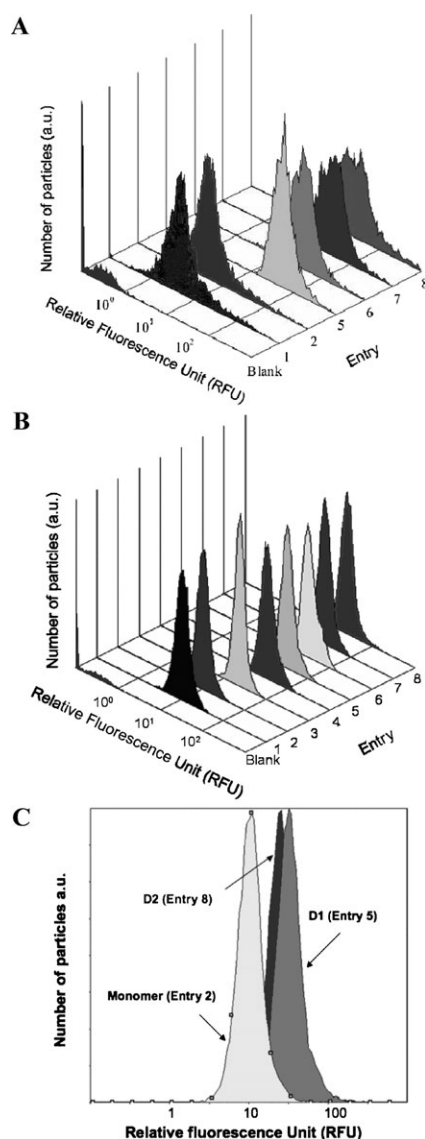 A
Number of particles (a.u.)
10⁰
10¹
10²
Relative Fluorescence Unit (RFU)
Blank
1
2
5
6
7
8
Entry
B
Number of particles (a.u.)
10⁰
10¹
10²
Relative Fluorescence Unit (RFU)
Blank
1
2
3
4
5
6
7
8
Entry
C
Number of particles a.u.
D2 (Entry 8)
D1 (Entry 5)
Monomer (Entry 2)
1
10
100
Relative fluorescence Unit (RFU)